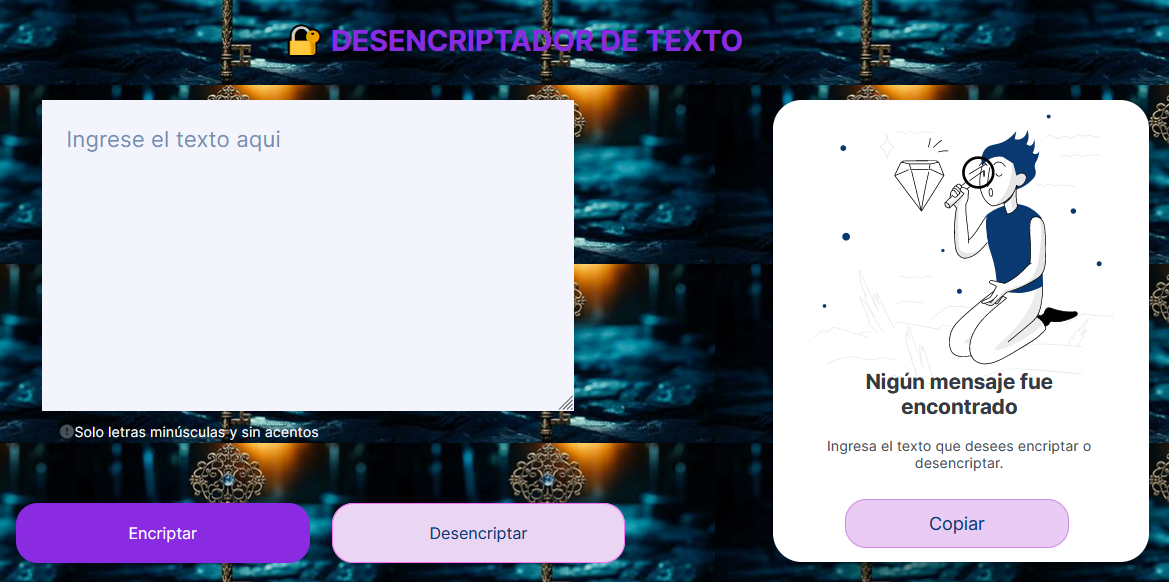 DESENCRIPTADOR DE TEXTO
Ingrese el texto aqui
Solo letras minúsculas y sin acentos
Encriptar
Desencriptar
Nigún mensaje fue
encontrado
Ingresa el texto que desees encriptar o
desencriptar.
Copiar